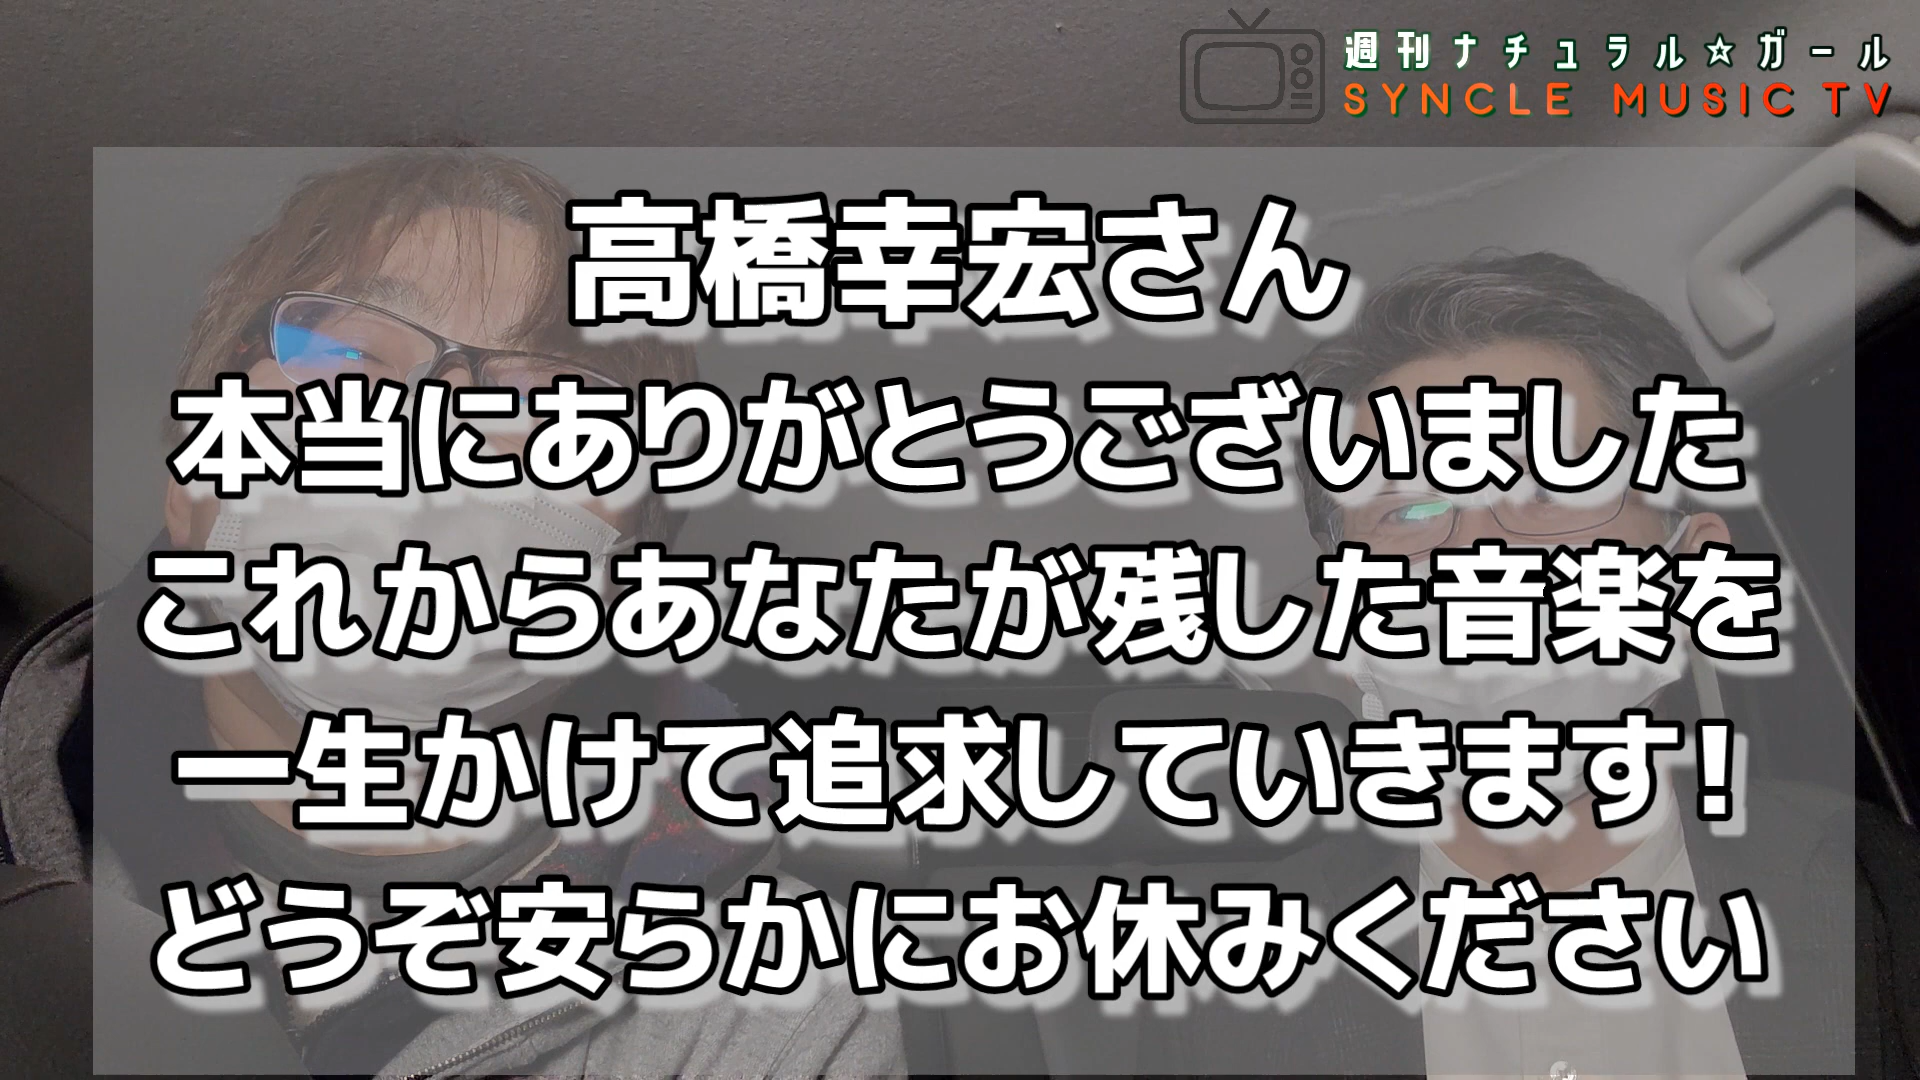 週刊ナチュラル☆ガール
SYNCLE MUSIC TV
高橋幸宏さん
本当にありがとうございました
これからあなたが残した音楽を
一生かけて追求していきます!
どうぞ安らかにお休みください